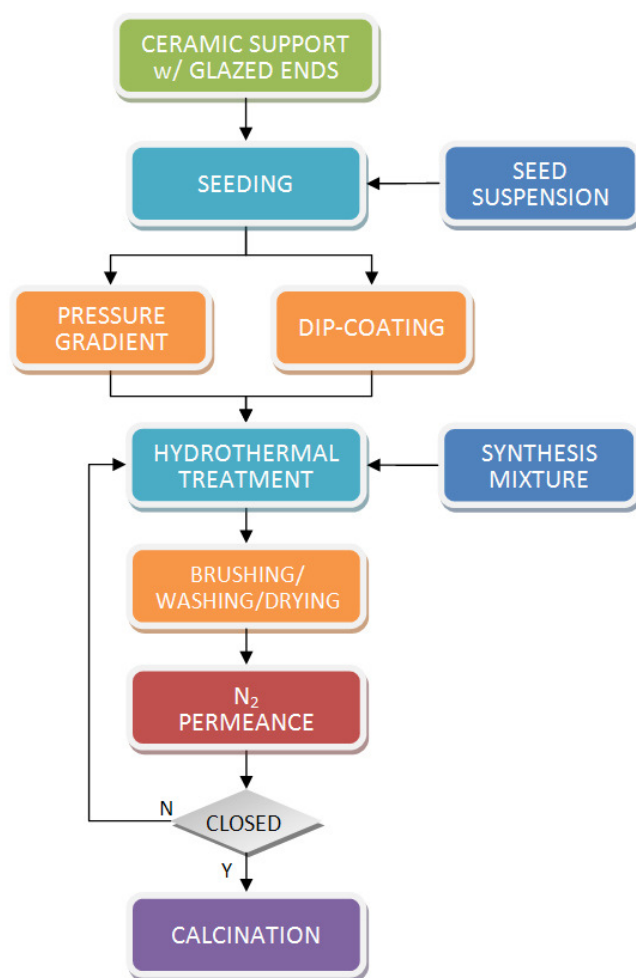 CERAMIC SUPPORT
w/ GLAZED ENDS
SEEDING
SEED
SUSPENSION
PRESSURE
GRADIENT
DIP-COATING
HYDROTHERMAL
TREATMENT
SYNTHESIS
MIXTURE
BRUSHING/
WASHING/DRYING
N₂
PERMEANCE
N
CLOSED
Y
CALCINATION